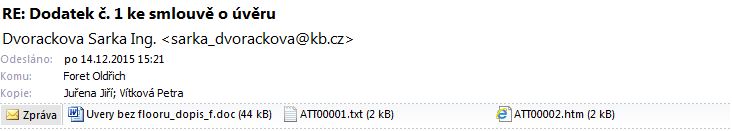 RE: Dodatek č. 1 ke smlouvě o úvěru
Dvorackova Sarka Ing. <sarka_dvorackova@kb.cz>
Odesláno: po 14.12.2015 15:21
Komu: Foret Oldřich
Kopie: Juřena Jiří; Vítková Petra
Zpráva Uvery bez flooru_dopis_f.doc (44 kB) ATT00001.txt (2 kB) ATT00002.htm (2 kB)